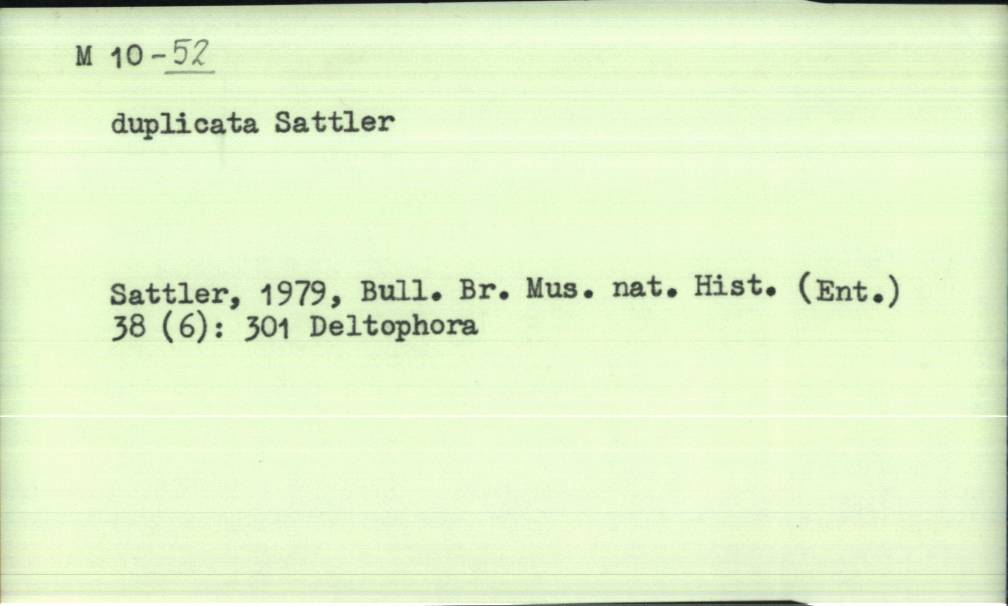 M 10-52
duplicata Sattler
Sattler, 1979, Bull. Br. Mus. nat. Hist. (Ent.)
38 (6): 301 Deltophora